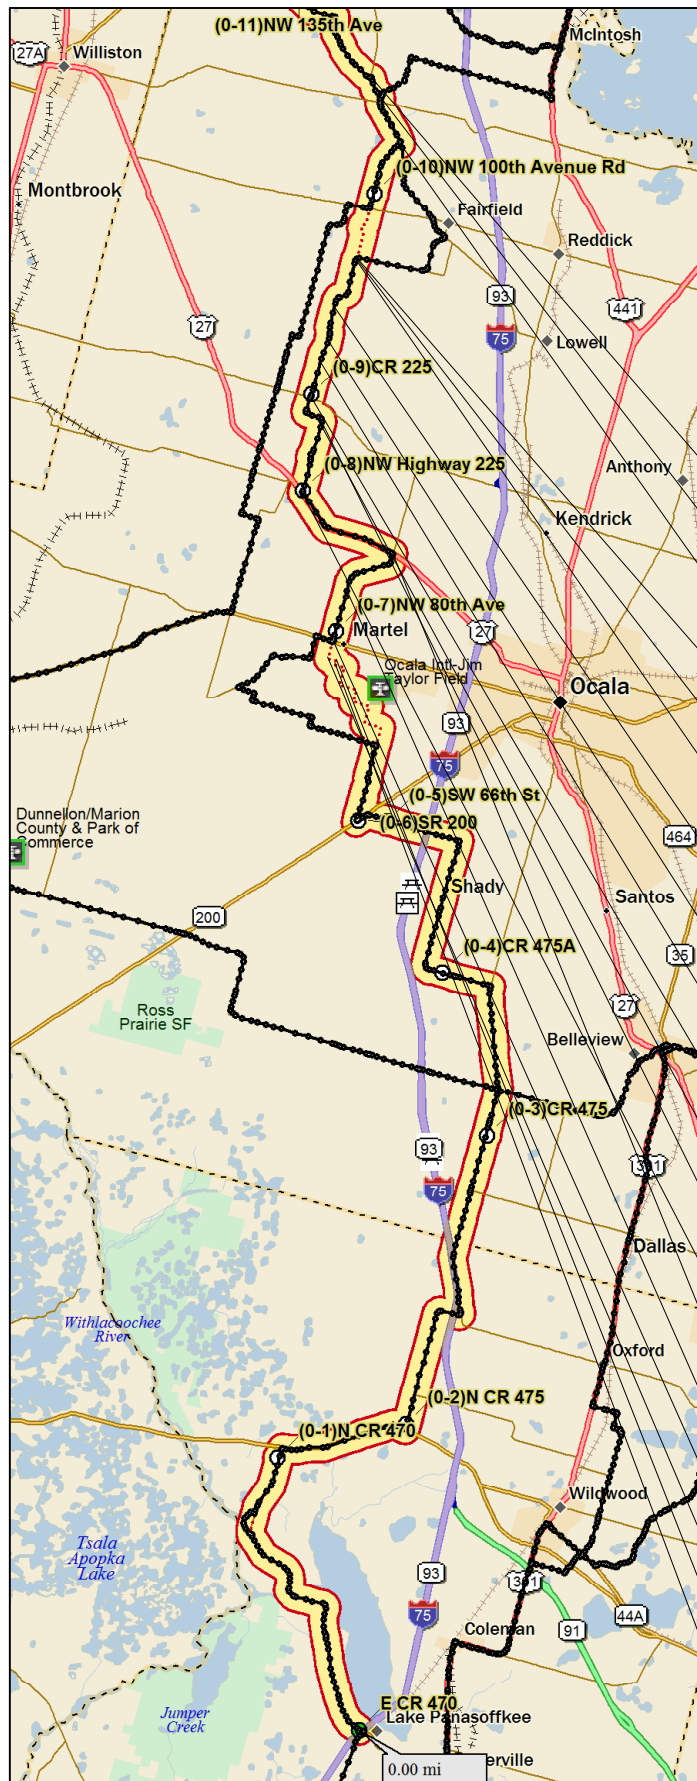 (0-11)NW 135th Ave
McIntosh
27A
Williston
(0-10)NW 100th Avenue Rd
Montbrook
Fairfield
Reddick
93
441
27
75
Lowell
(0-9)CR 225
(0-8)NW Highway 225
Anthony
Kendrick
(0-7)NW 80th Ave
Martel
27
Ocala Intl-Jim
Taylor Field
Ocala
93
75
(0-5)SW 66th St
Dunnellon/Marion
County & Park of
Commerce
(0-6)SR 200
464
Shady
Santos
200
(0-4)CR 475A
35
Ross
Prairie SF
27
Belleview
(0-3)CR 475
93
301
75
Dallas
Withlacoochee
River
Oxford
(0-2)N CR 475
(0-1)N CR 470
Wildwood
Tsala
Apopka
Lake
93
301
75
44A
Coleman
91
E CR 470
Jumper
Creek
Lake Panasoffkee
erville
0.00 mi